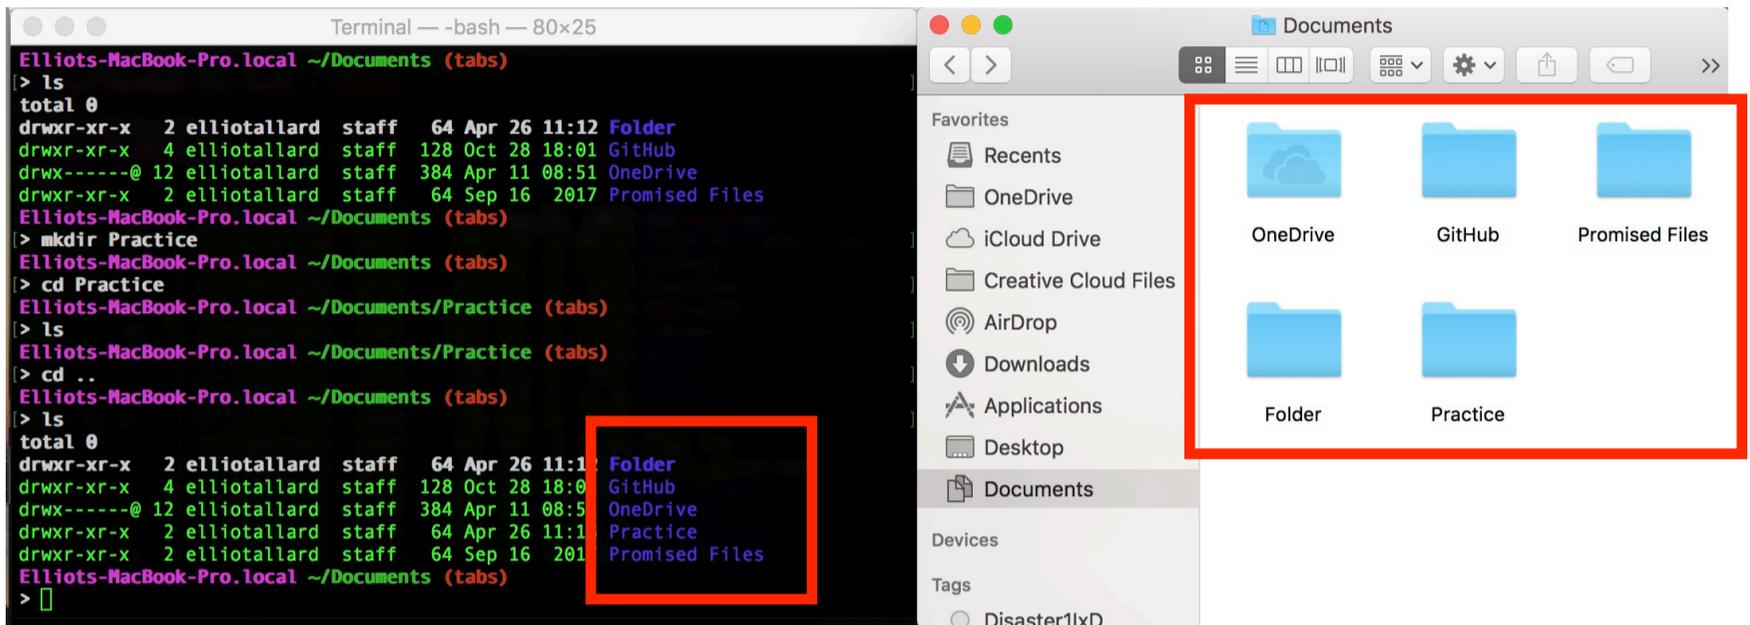 Terminal — -bash — 80×25
Elliots-MacBook-Pro.local ~/Documents (tabs)
[> ls ]
total 0
drwxr-xr-x 2 elliotallard staff 64 Apr 26 11:12 Folder
drwxr-xr-x 4 elliotallard staff 128 Oct 28 18:01 GitHub
drwx------@ 12 elliotallard staff 384 Apr 11 08:51 OneDrive
drwxr-xr-x 2 elliotallard staff 64 Sep 16 2017 Promised Files
Elliots-MacBook-Pro.local ~/Documents (tabs)
[> mkdir Practice ]
Elliots-MacBook-Pro.local ~/Documents (tabs)
[> cd Practice ]
Elliots-MacBook-Pro.local ~/Documents/Practice (tabs)
[> ls ]
Elliots-MacBook-Pro.local ~/Documents/Practice (tabs)
[> cd .. ]
Elliots-MacBook-Pro.local ~/Documents (tabs)
[> ls ]
total 0
drwxr-xr-x 2 elliotallard staff 64 Apr 26 11:12 Folder
drwxr-xr-x 4 elliotallard staff 128 Oct 28 18:0 GitHub
drwx------@ 12 elliotallard staff 384 Apr 11 08:5 OneDrive
drwxr-xr-x 2 elliotallard staff 64 Apr 26 11:1 Practice
drwxr-xr-x 2 elliotallard staff 64 Sep 16 201 Promised Files
Elliots-MacBook-Pro.local ~/Documents (tabs)
>
Documents
Favorites
Recents
OneDrive
iCloud Drive
Creative Cloud Files
AirDrop
Downloads
Applications
Desktop
Documents
Devices
Tags
Disaster1IxD
OneDrive
GitHub
Promised Files
Folder
Practice